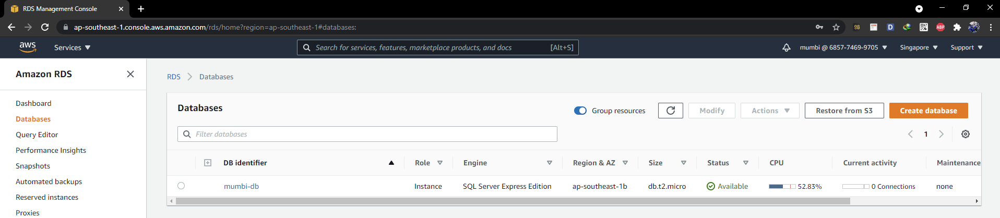 RDS Management Console
ap-southeast-1.console.aws.amazon.com/rds/home?region=ap-southeast-1#databases:
98 D ABP
aws Services Search for services, features, marketplace products, and docs [Alt+S] mumbi @ 6857-7469-9705 Singapore Support
Amazon RDS
Dashboard
Databases
Query Editor
Performance Insights
Snapshots
Automated backups
Reserved instances
Proxies
RDS Databases
Databases Group resources Modify Actions Restore from S3 Create database
Filter databases 1
DB identifier Role Engine Region & AZ Size Status CPU Current activity Maintenance
mumbi-db Instance SQL Server Express Edition ap-southeast-1b db.t2.micro Available 52.83% 0 Connections none